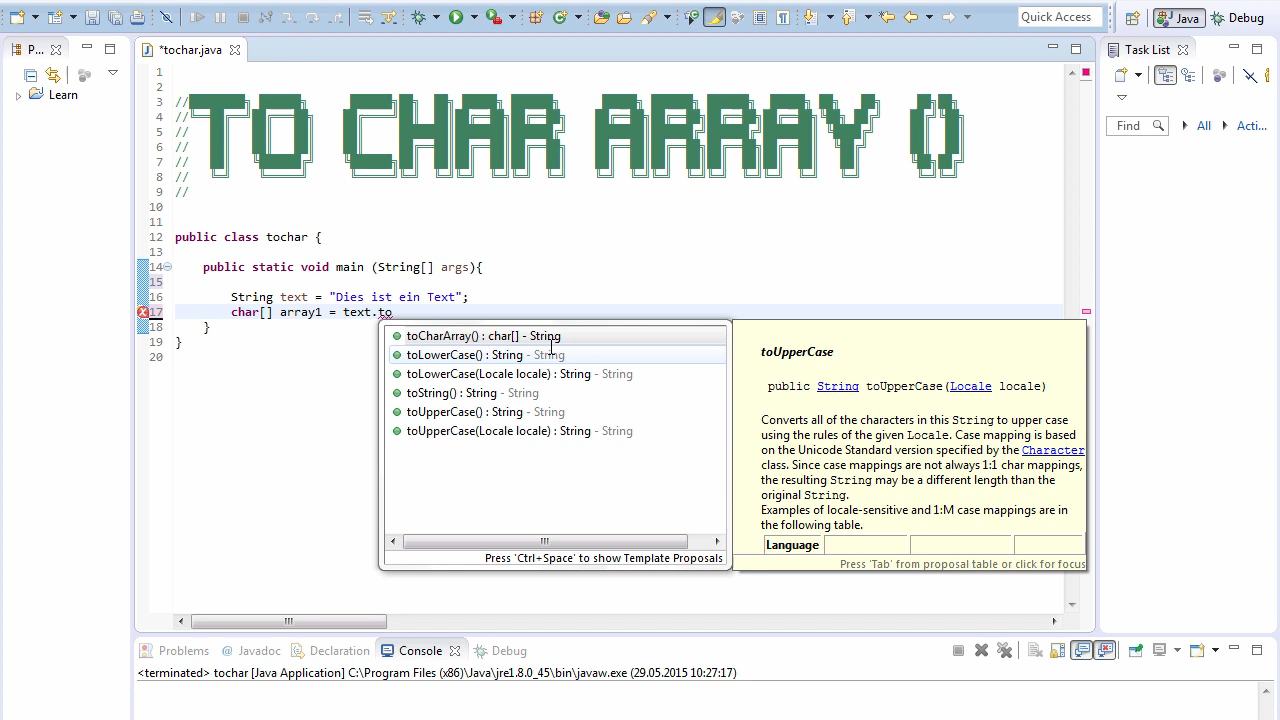 Quick Access
Java
Debug
P...
*tochar.java
Task List
Learn
Find
All
Acti...
1
2
3 //
4 // TO CHAR ARRAY ()
5 //
6 //
7 //
8 //
9 //
10
11
12 public class tochar {
13
14 public static void main (String[] args){
15
16 String text = "Dies ist ein Text";
17 char[] array1 = text.to
18 }
19 }
20
toCharArray() : char[] - String
toLowerCase() : String - String
toLowerCase(Locale locale) : String - String
toString() : String - String
toUpperCase() : String - String
toUpperCase(Locale locale) : String - String
Press 'Ctrl+Space' to show Template Proposals
toUpperCase
public String toUpperCase(Locale locale)
Converts all of the characters in this String to upper case
using the rules of the given Locale. Case mapping is based
on the Unicode Standard version specified by the Character
class. Since case mappings are not always 1:1 char mappings,
the resulting String may be a different length than the
original String.
Examples of locale-sensitive and 1:M case mappings are in
the following table.
Language
Press 'Tab' from proposal table or click for focus
Problems
@ Javadoc
Declaration
Console
Debug
<terminated> tochar [Java Application] C:\Program Files (x86)\Java\jre1.8.0_45\bin\javaw.exe (29.05.2015 10:27:17)